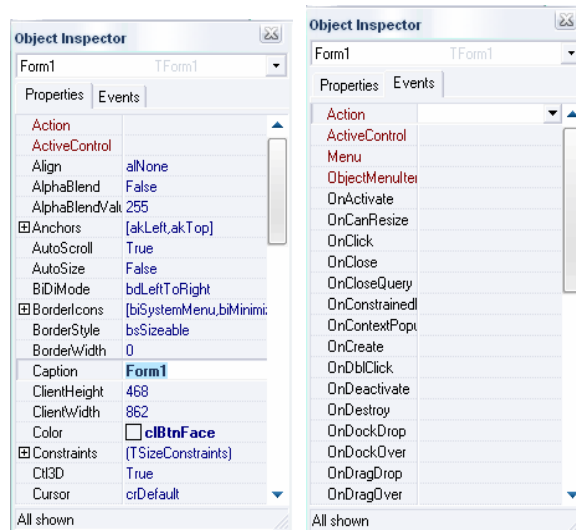 Object Inspector
Form1 TForm1
Properties Events
Action
ActiveControl
Align alNone
AlphaBlend False
AlphaBlendValu 255
Anchors [akLeft,akTop]
AutoScroll True
AutoSize False
BiDiMode bdLeftToRight
BorderIcons [biSystemMenu,biMinimiz
BorderStyle bsSizeable
BorderWidth 0
Caption Form1
ClientHeight 468
ClientWidth 862
Color clBtnFace
Constraints (TSizeConstraints)
Ctl3D True
Cursor crDefault
All shown
Object Inspector
Form1 TForm1
Properties Events
Action
ActiveControl
Menu
ObjectMenuItem
OnActivate
OnCanResize
OnClick
OnClose
OnCloseQuery
OnConstrainedl
OnContextPopu
OnCreate
OnDblClick
OnDeactivate
OnDestroy
OnDockDrop
OnDockOver
OnDragDrop
OnDragOver
All shown